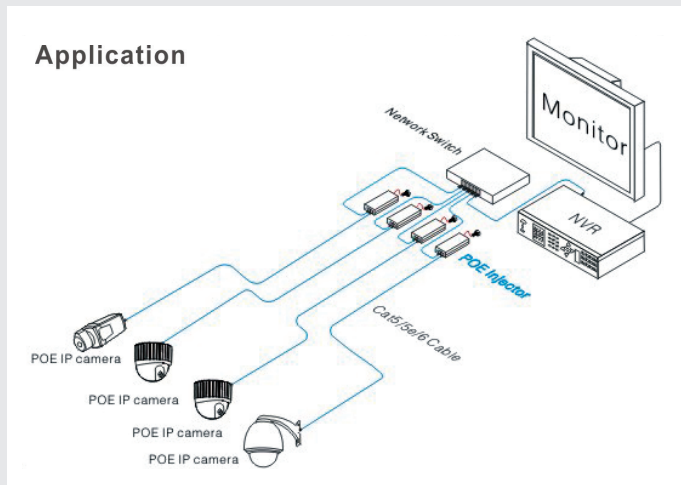 Application
Monitor
Network Switch
NVR
POE Injector
Cat5/5e/6 Cable
POE IP camera
POE IP camera
POE IP camera
POE IP camera